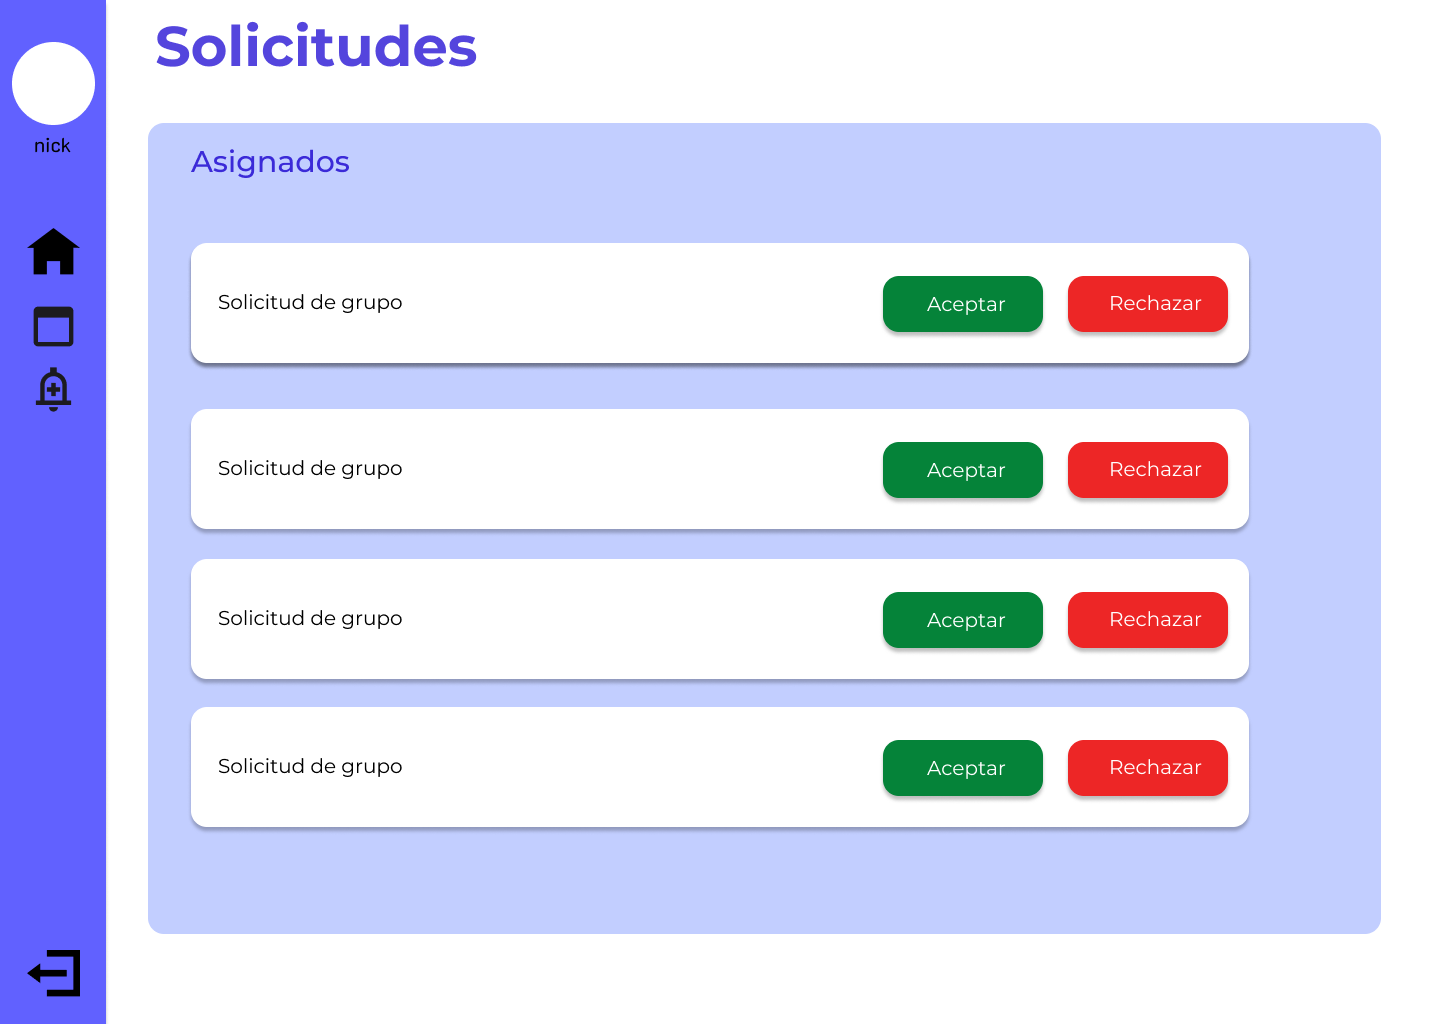 Solicitudes
nick
Asignados
Solicitud de grupo
Aceptar
Rechazar
Solicitud de grupo
Aceptar
Rechazar
Solicitud de grupo
Aceptar
Rechazar
Solicitud de grupo
Aceptar
Rechazar